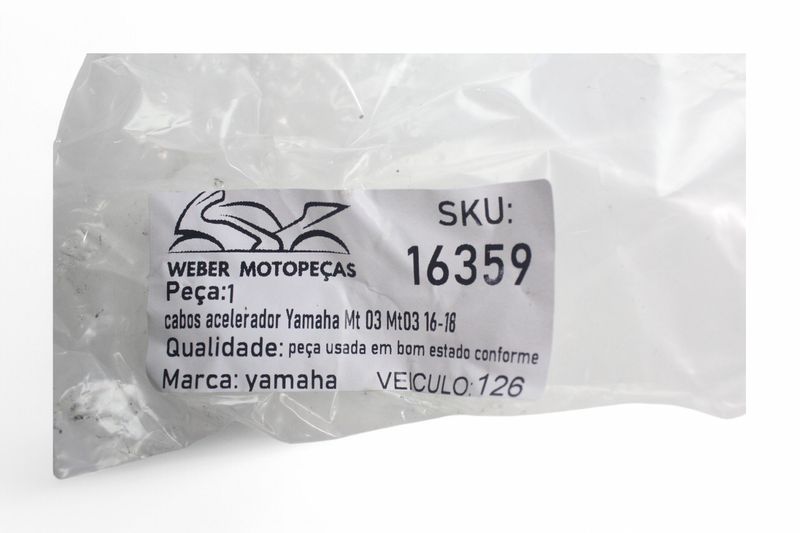 SKU:
16359
WEBER MOTOPEÇAS
Peça:1
cabos acelerador Yamaha Mt 03 Mt03 16-18
Qualidade: peça usada em bom estado conforme
Marca: yamaha VEICULO: 126